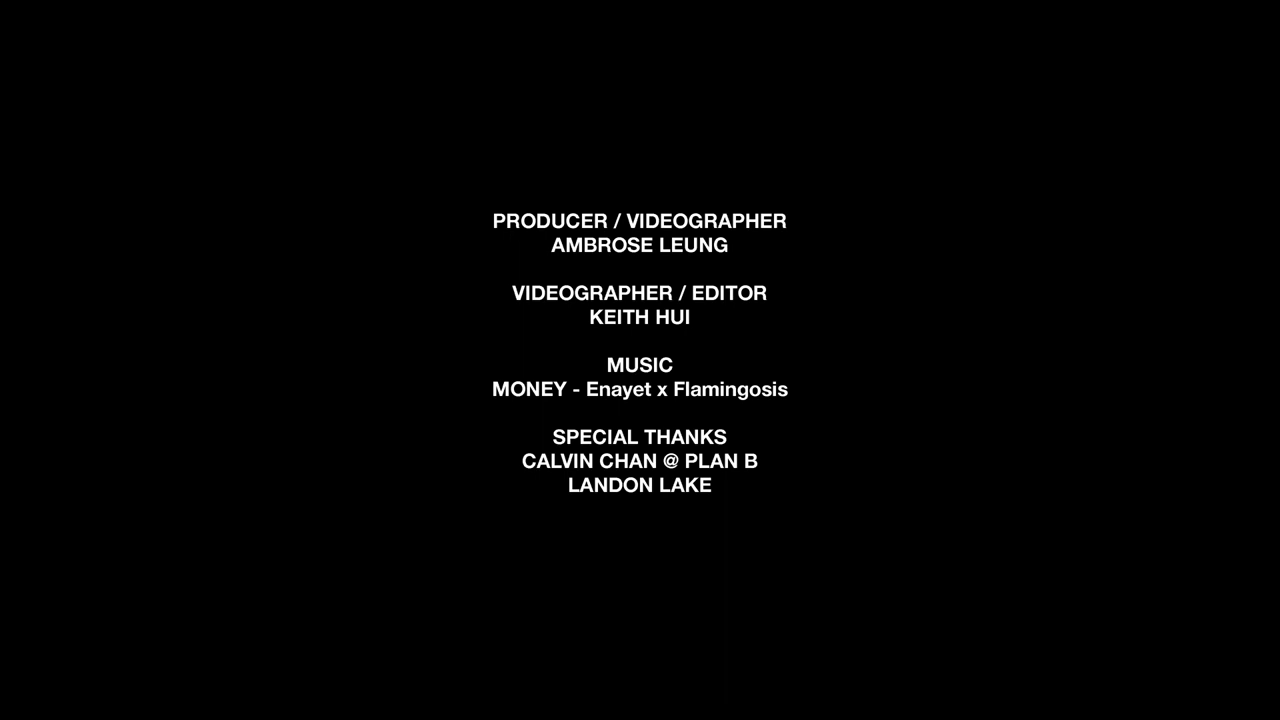 PRODUCER / VIDEOGRAPHER
AMBROSE LEUNG
VIDEOGRAPHER / EDITOR
KEITH HUI
MUSIC
MONEY - Enayet x Flamingosis
SPECIAL THANKS
CALVIN CHAN @ PLAN B
LANDON LAKE